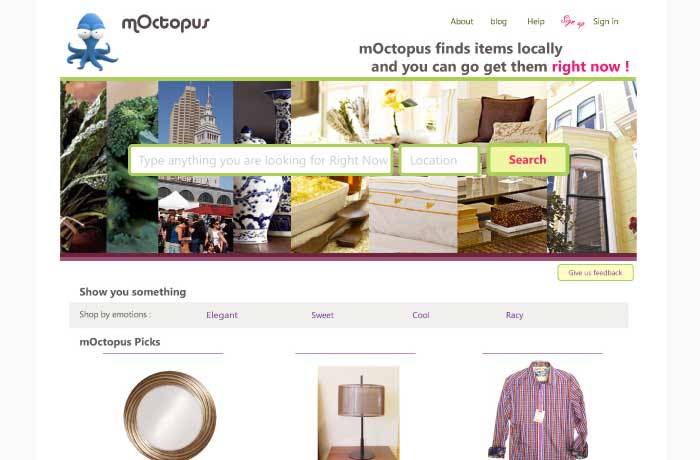 mOctopus
About blog Help Sign up Sign in
mOctopus finds items locally
and you can go get them right now !
Type anything you are looking for Right Now
Location
Search
Give us feedback
Show you something
Shop by emotions : Elegant Sweet Cool Racy
mOctopus Picks